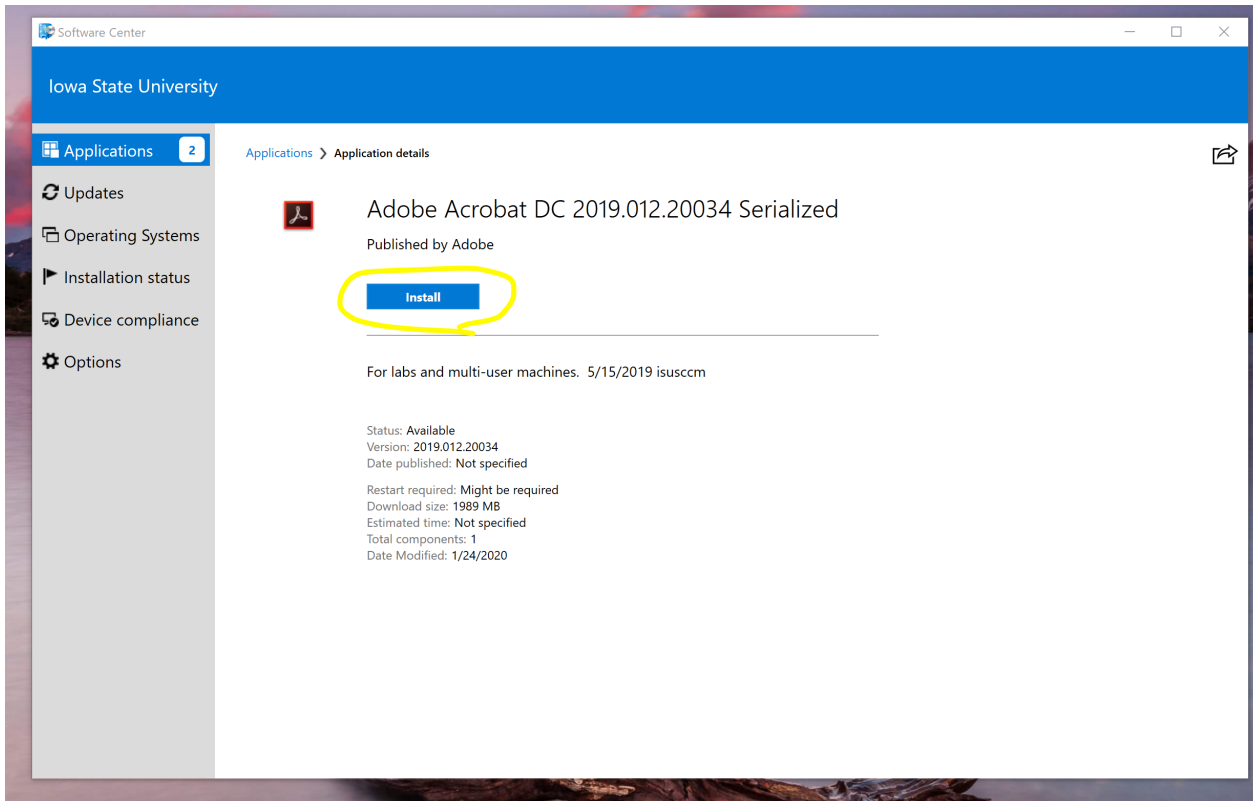 Software Center
Iowa State University
Applications 2
Updates
Operating Systems
Installation status
Device compliance
Options
Applications > Application details
Adobe Acrobat DC 2019.012.20034 Serialized
Published by Adobe
Install
For labs and multi-user machines. 5/15/2019 isusccm
Status: Available
Version: 2019.012.20034
Date published: Not specified
Restart required: Might be required
Download size: 1989 MB
Estimated time: Not specified
Total components: 1
Date Modified: 1/24/2020